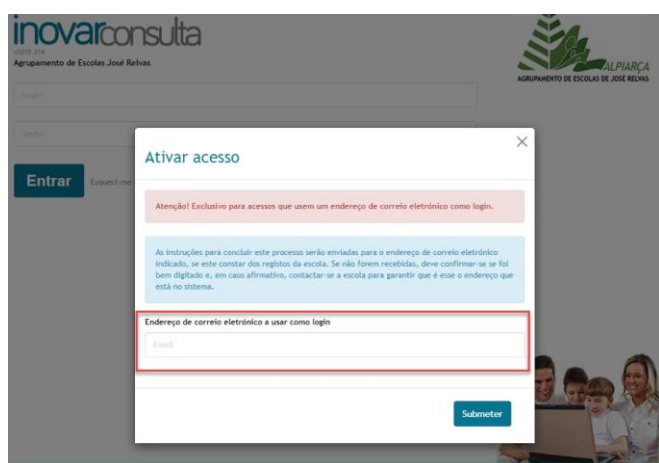 inovarconsulta
Agrupamento de Escolas José Relvas
ALPIARÇA
AGRUPAMENTO DE ESCOLAS DE JOSÉ RELVAS
Login
Senha
Entrar
Esqueci-me
Ativar acesso
×
Atenção! Exclusivo para acessos que usem um endereço de correio eletrónico como login.
As instruções para concluir este processo serão enviadas para o endereço de correio eletrónico
indicado, se este constar dos registos da escola. Se não forem recebidas, deve confirmar-se se foi
bem digitado e, em caso afirmativo, contactar-se a escola para garantir que é esse o endereço que
está no sistema.
Endereço de correio eletrónico a usar como login
Email
Submeter